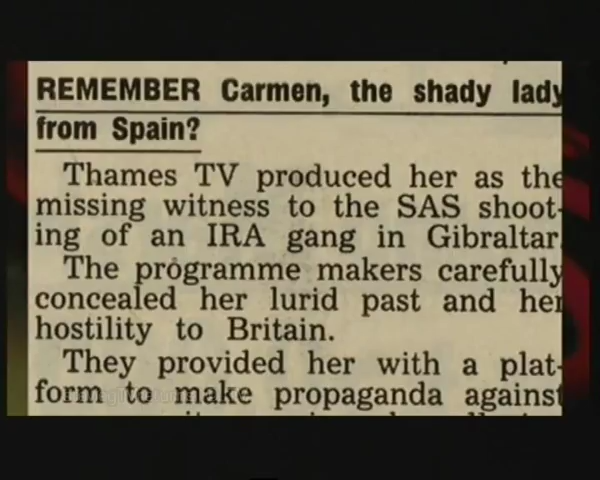 REMEMBER Carmen, the shady lady
from Spain?
Thames TV produced her as the
missing witness to the SAS shoot-
ing of an IRA gang in Gibraltar.
The programme makers carefully
concealed her lurid past and her
hostility to Britain.
They provided her with a plat-
form to make propaganda against